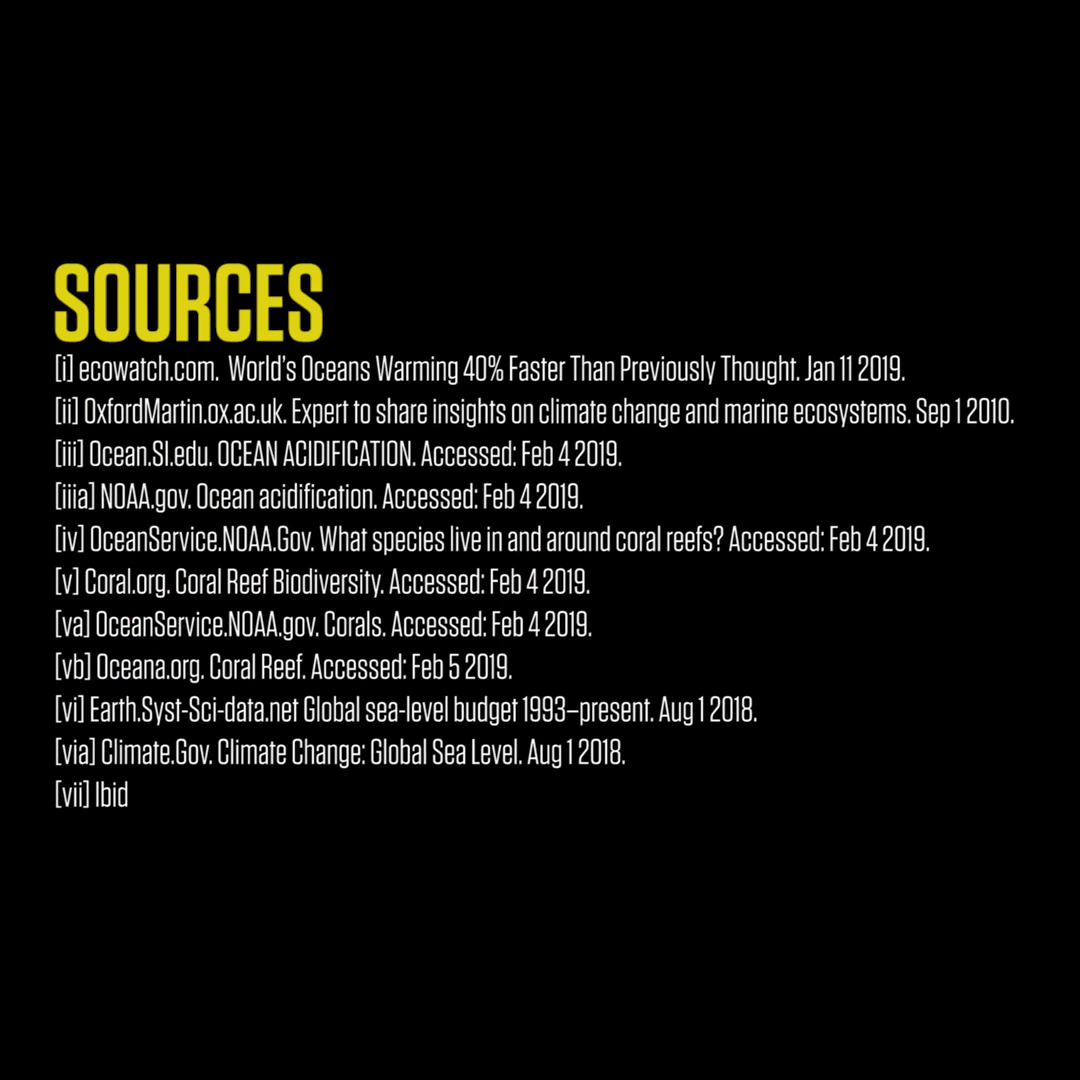 SOURCES
[i] ecowatch.com.  World's Oceans Warming 40% Faster Than Previously Thought. Jan 11 2019.
[ii] OxfordMartin.ox.ac.uk. Expert to share insights on climate change and marine ecosystems. Sep 1 2010.
[iii] Ocean.SI.edu. OCEAN ACIDIFICATION. Accessed: Feb 4 2019.
[iiia] NOAA.gov. Ocean acidification. Accessed: Feb 4 2019.
[iv] OceanService.NOAA.Gov. What species live in and around coral reefs? Accessed: Feb 4 2019.
[v] Coral.org. Coral Reef Biodiversity. Accessed: Feb 4 2019.
[va] OceanService.NOAA.gov. Corals. Accessed: Feb 4 2019.
[vb] Oceana.org. Coral Reef. Accessed: Feb 5 2019.
[vi] Earth.Syst-Sci-data.net Global sea-level budget 1993–present. Aug 1 2018.
[via] Climate.Gov. Climate Change: Global Sea Level. Aug 1 2018.
[vii] Ibid